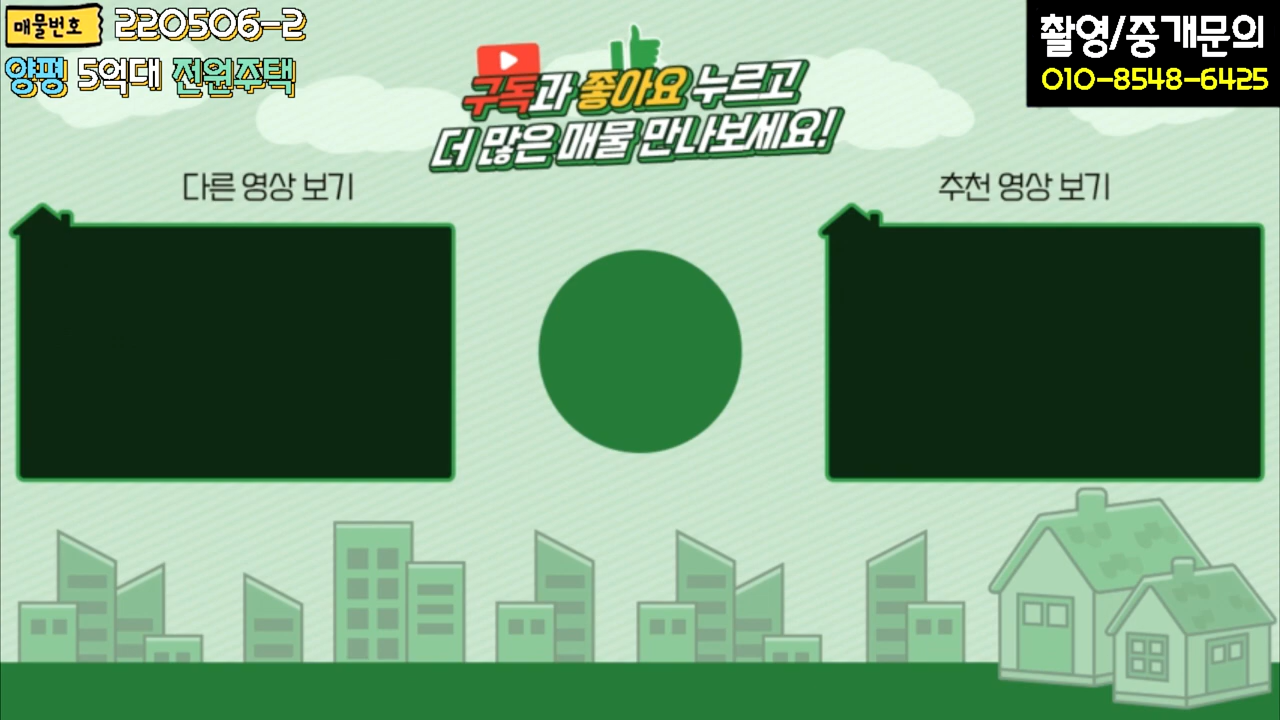 매물번호 220506-2
양평 5억대 전원주택
촬영/중개문의
010-8548-6425
구독과 좋아요 누르고
더 많은 매물 만나보세요!
다른 영상 보기
추천 영상 보기